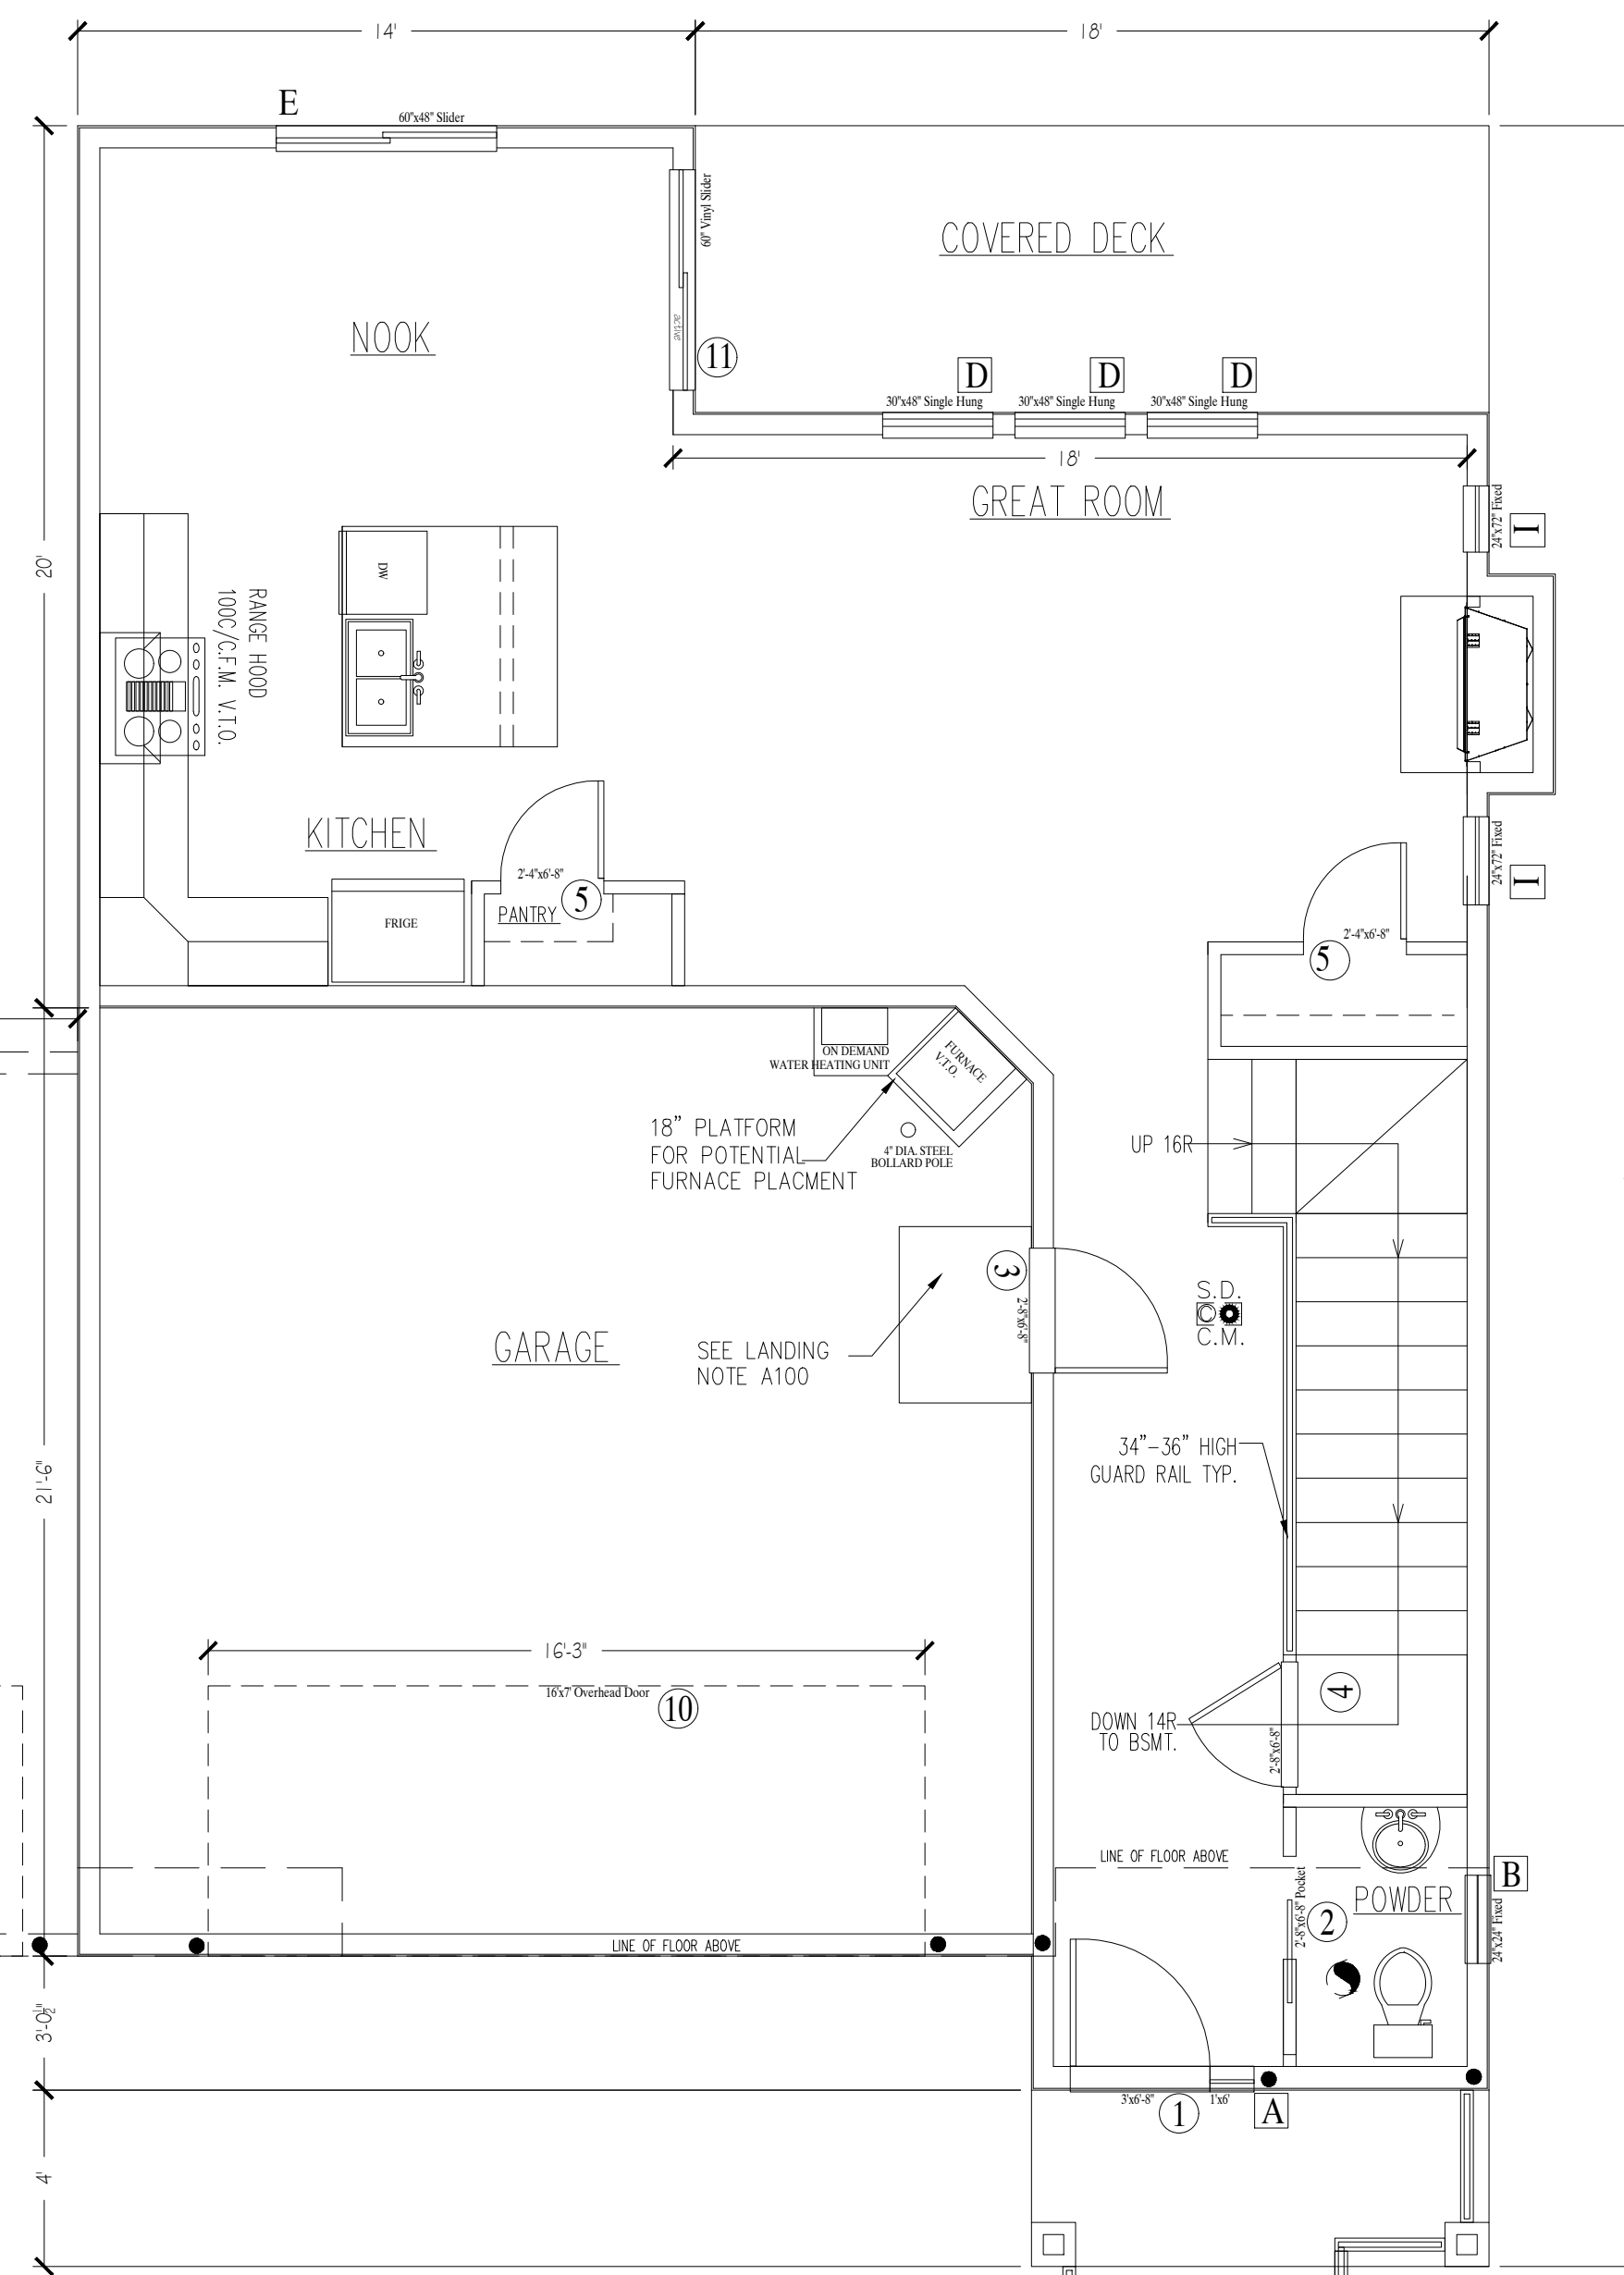 14'
18'
E
60"x48" Slider
60" Vinyl Slider
COVERED DECK
NOOK
active
11
D
D
D
30"x48" Single Hung
30"x48" Single Hung
30"x48" Single Hung
18'
GREAT ROOM
24"x72" Fixed
I
20'
DW
RANGE HOOD
100C/C.F.M. V.T.O.
KITCHEN
24"x72" Fixed
I
2'-4"x6'-8"
5
PANTRY
FRIGE
2'-4"x6'-8"
5
ON DEMAND
WATER HEATING UNIT
FURNACE
V.T.O.
18" PLATFORM
FOR POTENTIAL
FURNACE PLACMENT
4" DIA. STEEL
BOLLARD POLE
UP 16R
3
2'-8"x6'-8"
S.D.
C
C.M.
GARAGE
SEE LANDING
NOTE A100
34"-36" HIGH
GUARD RAIL TYP.
21'-6"
16'-3"
16'x7' Overhead Door
10
4
DOWN 14R
TO BSMT.
2'-8"x6'-8"
LINE OF FLOOR ABOVE
B
POWDER
2'-8"x6'-8" Pocket
2
24"x24" Fixed
LINE OF FLOOR ABOVE
3'-0½"
3'x6'-8"
1
1'x6'
A
4'